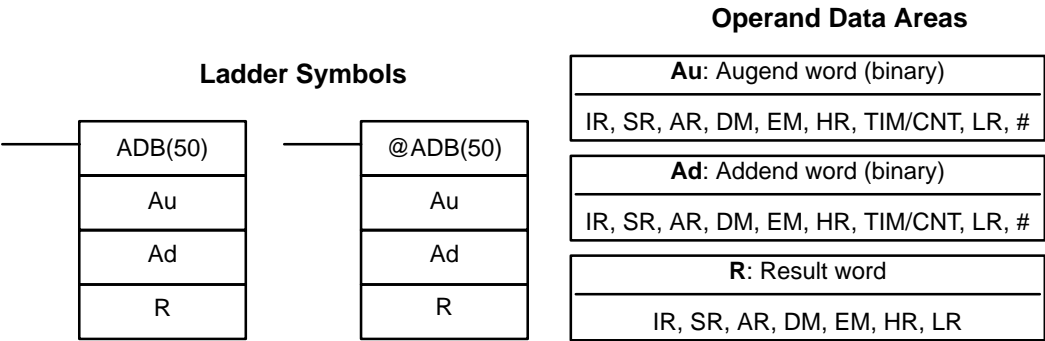 Operand Data Areas
Ladder Symbols
ADB(50)
Au
Ad
R
@ADB(50)
Au
Ad
R
Au: Augend word (binary)
IR, SR, AR, DM, EM, HR, TIM/CNT, LR, #
Ad: Addend word (binary)
IR, SR, AR, DM, EM, HR, TIM/CNT, LR, #
R: Result word
IR, SR, AR, DM, EM, HR, LR